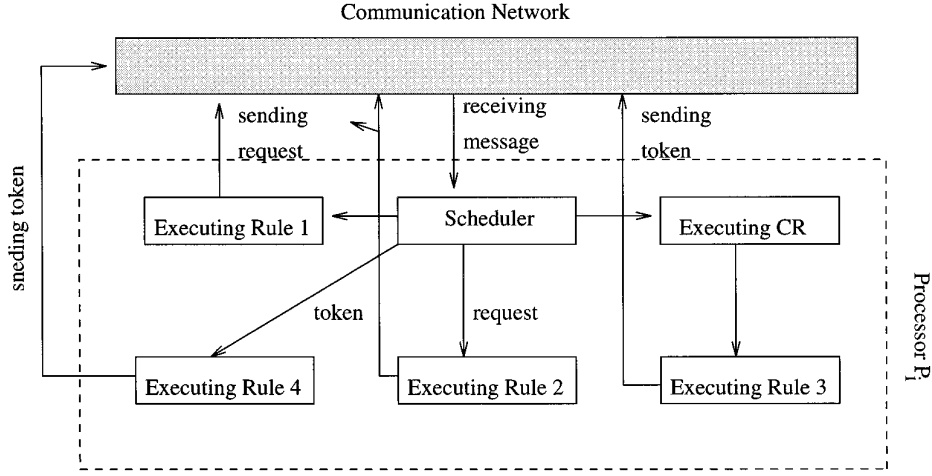 Communication Network
sending
request
receiving
message
sending
token
Executing Rule 1
Scheduler
Executing CR
sneding token
token
request
Processor Pi
Executing Rule 4
Executing Rule 2
Executing Rule 3